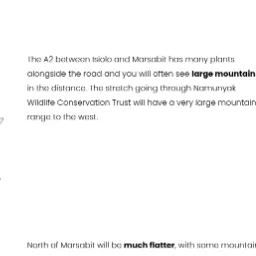 The A2 between Isiolo and Marsabit has many plants
alongside the road and you will often see large mountain
in the distance. The stretch going through Namunyak
Wildlife Conservation Trust will have a very large mountain
range to the west.
North of Marsabit will be much flatter, with some mountai